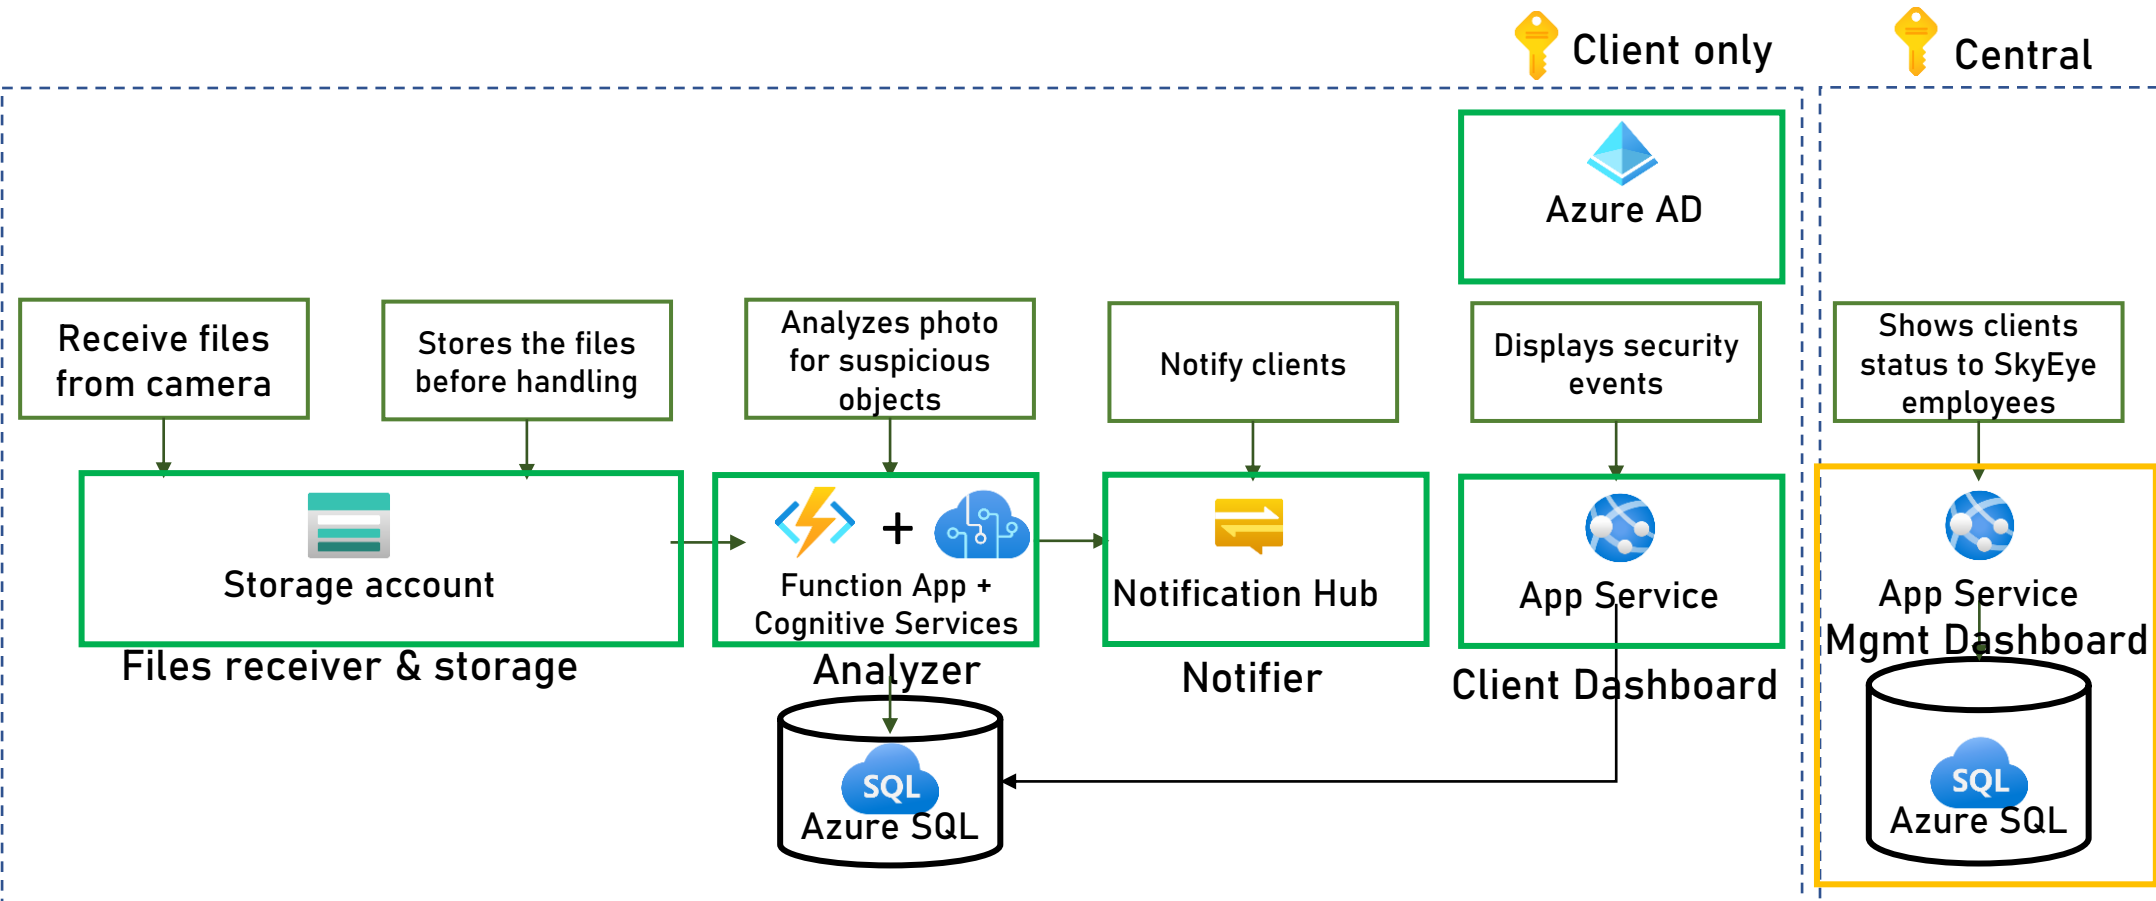 Client only
Central
Azure AD
Receive files
from camera
Stores the files
before handling
Analyzes photo
for suspicious
objects
Notify clients
Displays security
events
Shows clients
status to SkyEye
employees
+
Storage account
Function App +
Cognitive Services
Notification Hub
App Service
App Service
Files receiver & storage
Analyzer
Notifier
Client Dashboard
Mgmt Dashboard
SQL
Azure SQL
SQL
Azure SQL